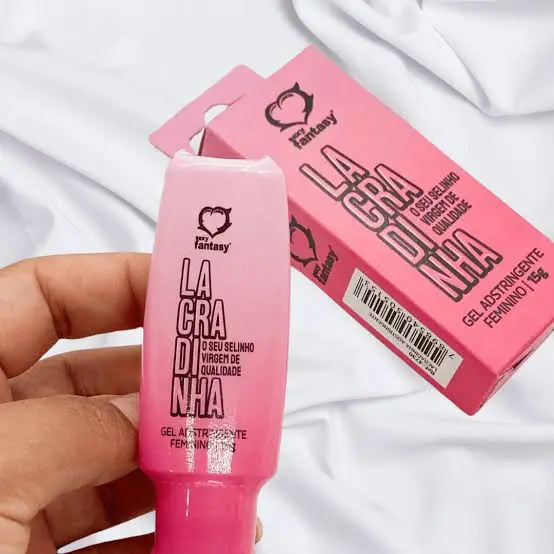 sexy
fantasy
LA
CRA
DI
NHA
O SEU SELINHO
VIRGEM DE
QUALIDADE
GEL ADSTRINGENTE
FEMININO | 15g
sexy
fantasy
LA
CRA
DI
NHA
O SEU SELINHO
VIRGEM DE
QUALIDADE
GEL ADSTRINGENTE
FEMININO